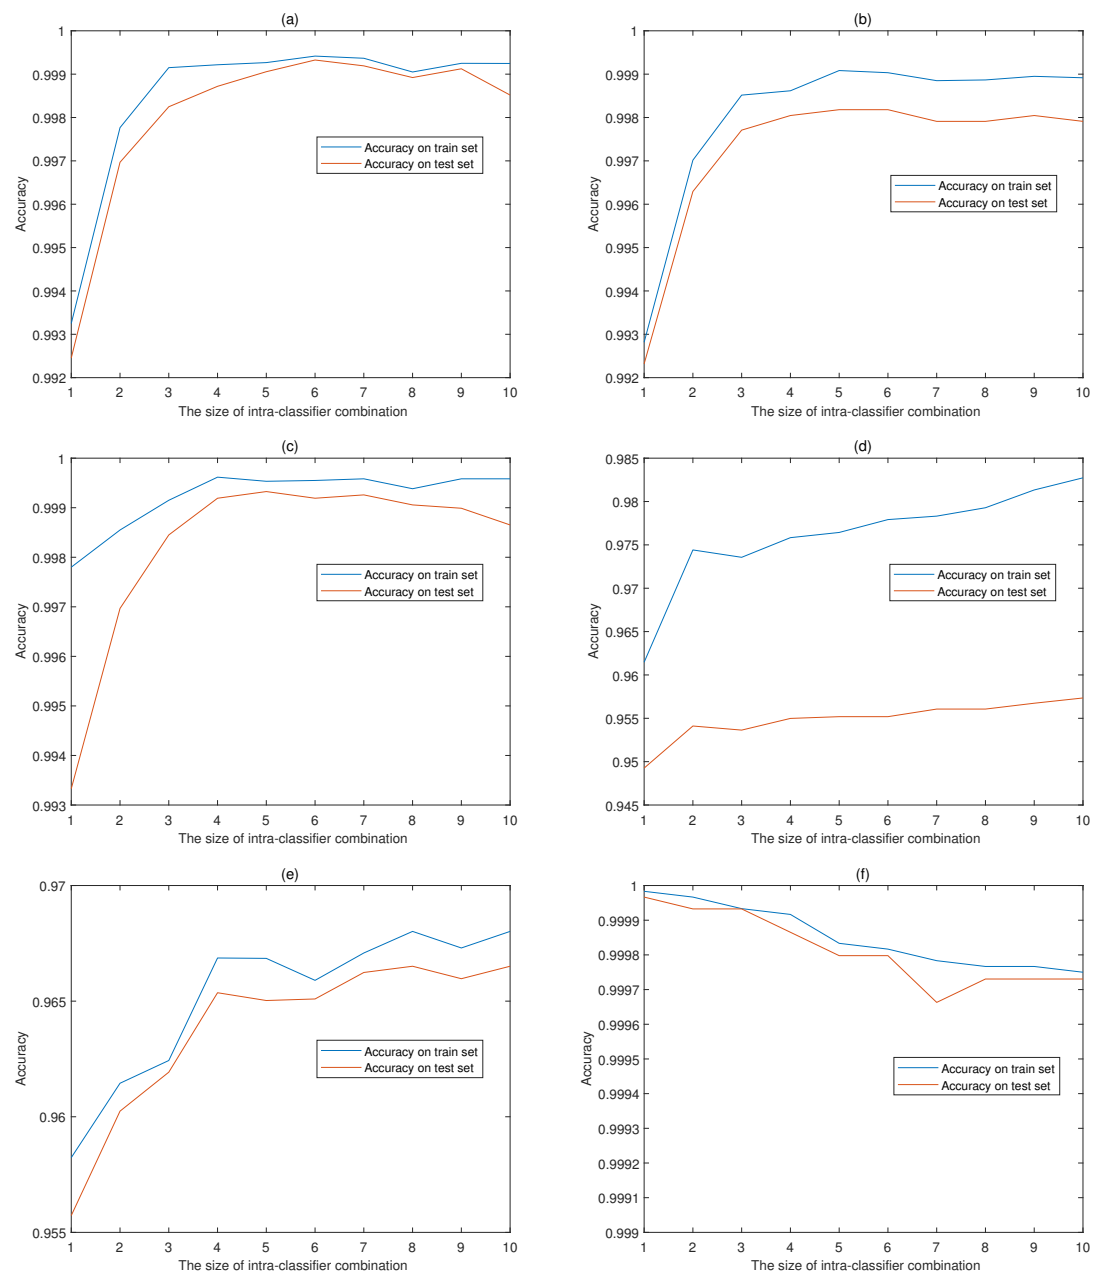 (a)
1
0.999
0.998
0.997
0.996
0.995
0.994
0.993
0.992
Accuracy
Accuracy on train set
Accuracy on test set
1 2 3 4 5 6 7 8 9 10
The size of intra-classifier combination
(b)
1
0.999
0.998
0.997
0.996
0.995
0.994
0.993
0.992
Accuracy
Accuracy on train set
Accuracy on test set
1 2 3 4 5 6 7 8 9 10
The size of intra-classifier combination
(c)
1
0.999
0.998
0.997
0.996
0.995
0.994
0.993
Accuracy
Accuracy on train set
Accuracy on test set
1 2 3 4 5 6 7 8 9 10
The size of intra-classifier combination
(d)
0.985
0.98
0.975
0.97
0.965
0.96
0.955
0.95
0.945
Accuracy
Accuracy on train set
Accuracy on test set
1 2 3 4 5 6 7 8 9 10
The size of intra-classifier combination
(e)
0.97
0.965
0.96
0.955
Accuracy
Accuracy on train set
Accuracy on test set
1 2 3 4 5 6 7 8 9 10
The size of intra-classifier combination
(f)
1
0.9999
0.9998
0.9997
0.9996
0.9995
0.9994
0.9993
0.9992
0.9991
0.999
Accuracy
Accuracy on train set
Accuracy on test set
1 2 3 4 5 6 7 8 9 10
The size of intra-classifier combination